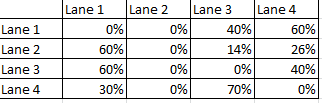 Lane 1 Lane 2 Lane 3 Lane 4
Lane 1 0% 0% 40% 60%
Lane 2 60% 0% 14% 26%
Lane 3 60% 0% 0% 40%
Lane 4 30% 0% 70% 0%